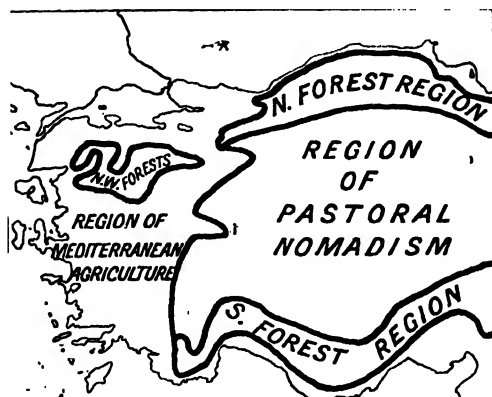 N. FOREST REGION
N.W. FORESTS
REGION
OF
PASTORAL
NOMADISM
REGION OF
MEDITERRANEAN
AGRICULTURE
S. FOREST REGION